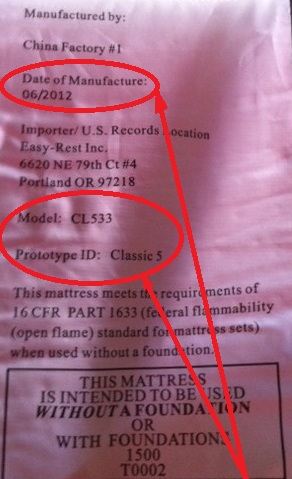 Manufactured by:
China Factory #1
Date of Manufacture:
06/2012
Importer/ U.S. Records Location
Easy-Rest Inc.
6620 NE 79th Ct #4
Portland OR 97218
Model: CL533
Prototype ID: Classic 5
This mattress meets the requirements of
16 CFR PART 1633 (federal flammability
(open flame) standard for mattress sets)
when used without a foundation.
THIS MATTRESS
IS INTENDED TO BE USED
WITHOUT A FOUNDATION
OR
WITH FOUNDATIONS
1500
T0002